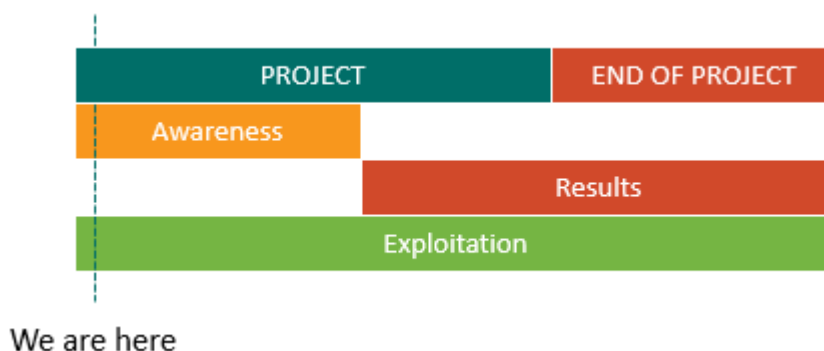 PROJECT
END OF PROJECT
Awareness
Results
Exploitation
We are here